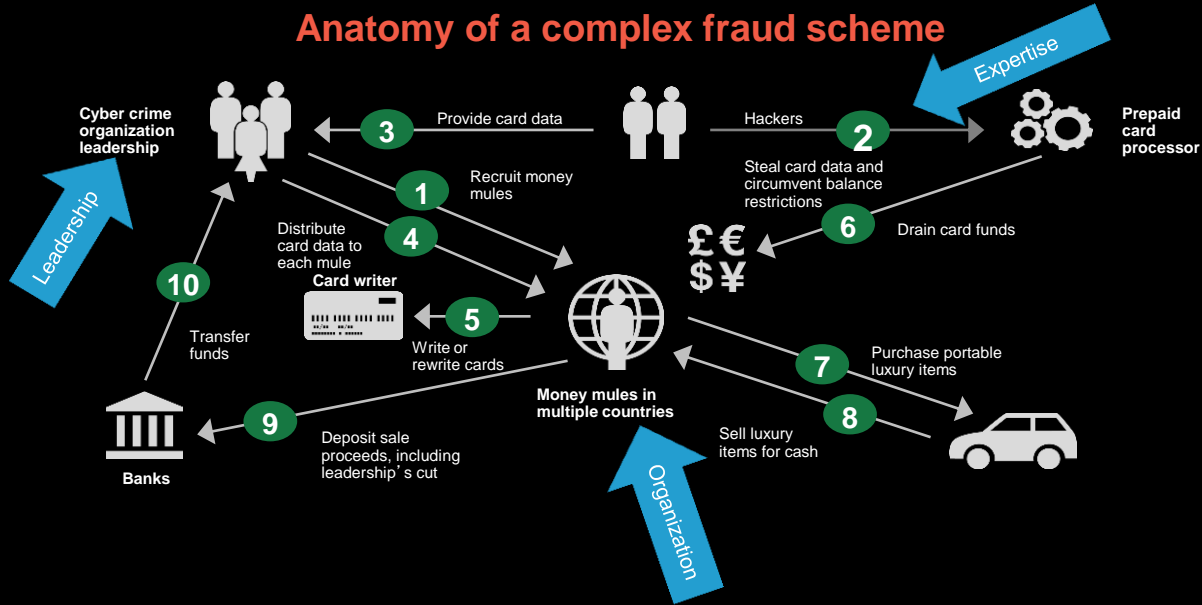 Anatomy of a complex fraud scheme
Expertise
Cyber crime
organization
leadership
3
Provide card data
Hackers
2
Prepaid
card
processor
Steal card data and
circumvent balance
restrictions
1
Recruit money
mules
Leadership
Distribute
card data to
each mule
4
6
Drain card funds
£ €
$ ¥
10
Card writer
5
Write or
rewrite cards
Transfer
funds
7
Purchase portable
luxury items
Money mules in
multiple countries
8
Sell luxury
items for cash
9
Deposit sale
proceeds, including
leadership's cut
Banks
Organization